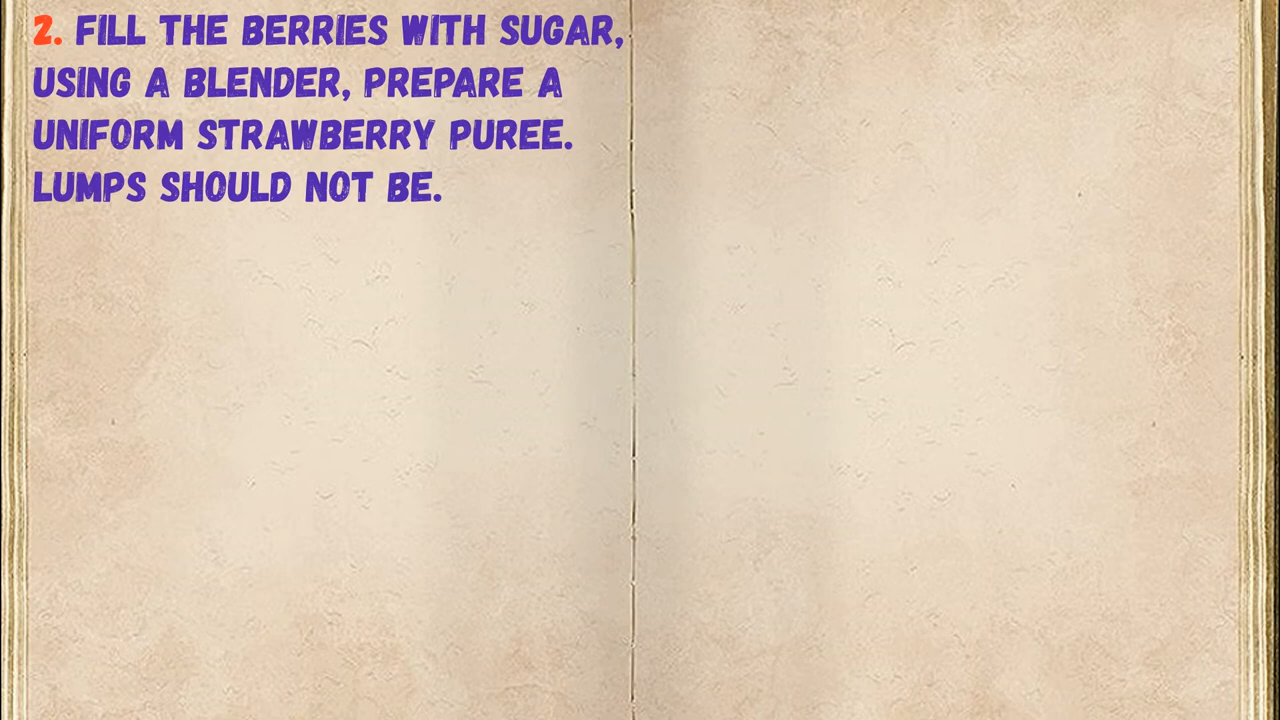 2. FILL THE BERRIES WITH SUGAR,
USING A BLENDER, PREPARE A
UNIFORM STRAWBERRY PUREE.
LUMPS SHOULD NOT BE.